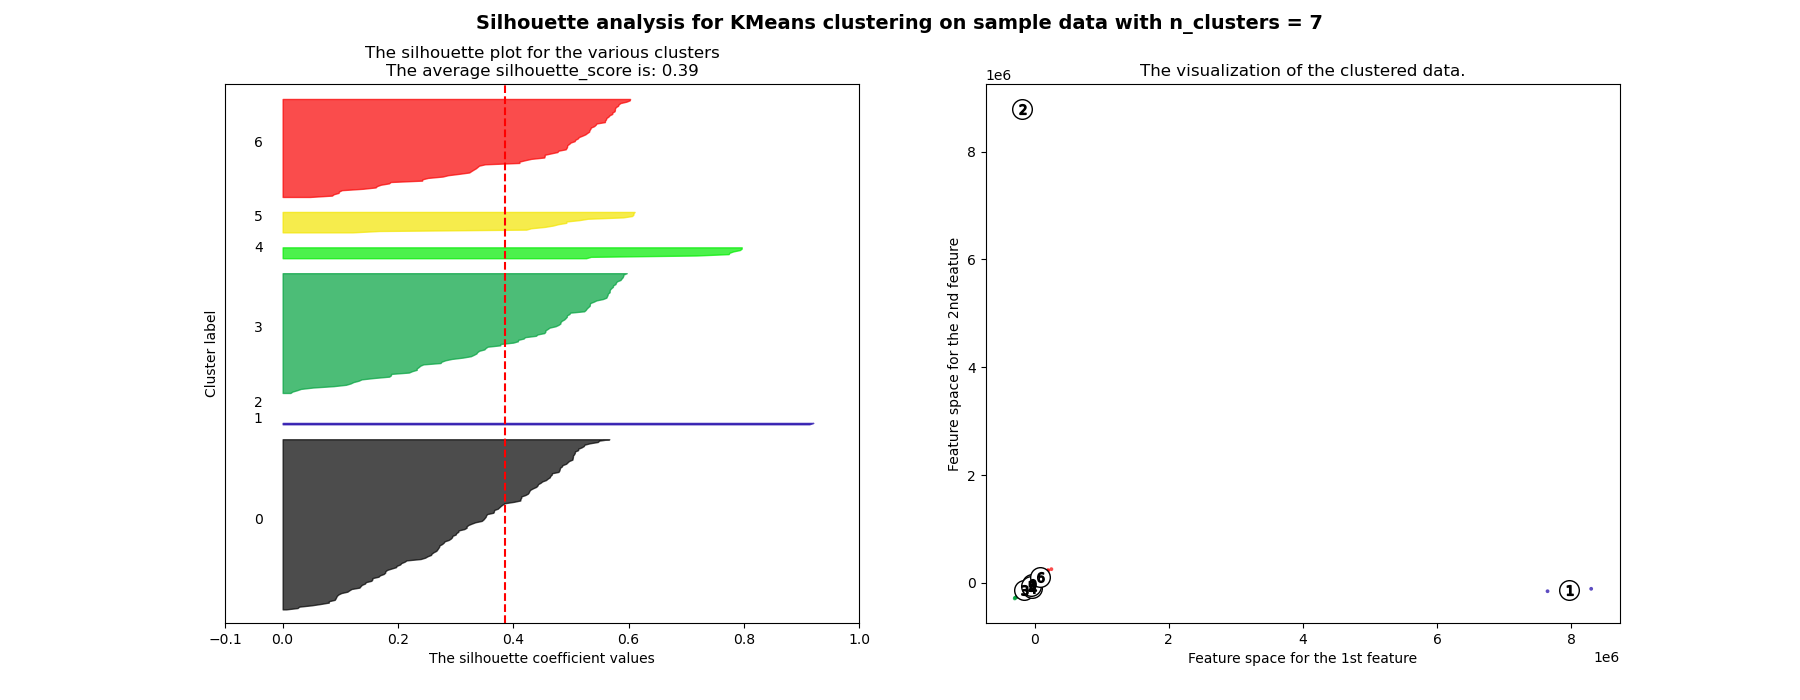 Silhouette analysis for KMeans clustering on sample data with n_clusters = 7
The silhouette plot for the various clusters
The average silhouette_score is: 0.39
6
5
4
3
2
1
0
Cluster label
−0.1 0.0 0.2 0.4 0.6 0.8 1.0
The silhouette coefficient values
The visualization of the clustered data.
1e6
2
8
6
4
2
0
Feature space for the 2nd feature
6
3
4
1
0 2 4 6 8
1e6
Feature space for the 1st feature